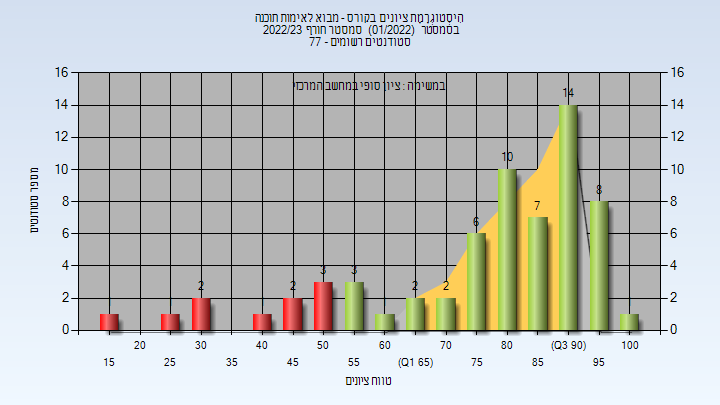 היסטוגרמת ציונים בקורס - מבוא לאימות תוכנה
בסמסטר (01/2022) סמסטר חורף 2022/23
סטודנטים רשומים - 77
במשימה : ציון סופי במחשב המרכזי
מספר סטודנטים
16 16
14 14
12 12
10 10
8 8
6 6
4 4
2 2
0 0
2 2 3 3 2 2 6 10 7 14 8
20 30 40 50 60 70 80 (Q3 90) 100
15 25 35 45 55 (Q1 65) 75 85 95
טווח ציונים